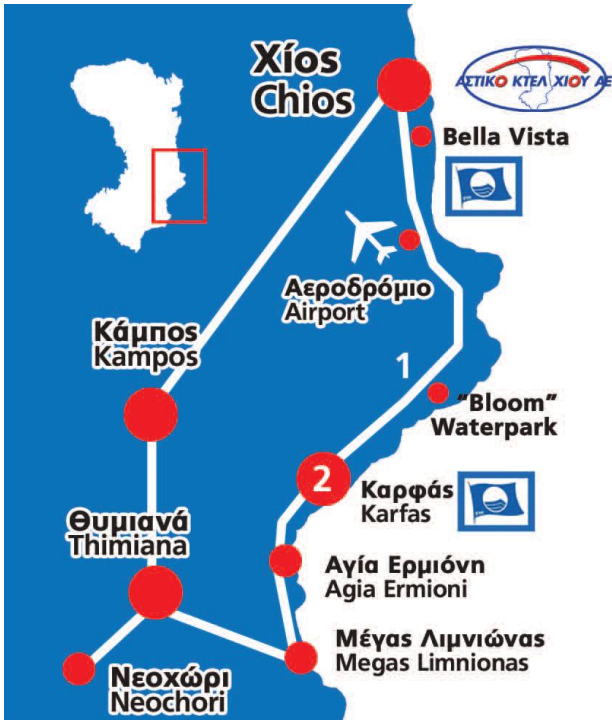 Χίος
Chios
ΑΣΤΙΚΟ ΚΤΕΛ ΧΙΟΥ ΑΕ
Bella Vista
Αεροδρόμιο
Airport
Κάμπος
Kampos
1
"Bloom"
Waterpark
2
Καρφάς
Karfas
Θυμιανά
Thimiana
Αγία Ερμιόνη
Agia Ermioni
Μέγας Λιμνιώνας
Megas Limnionas
Νεοχώρι
Neochori